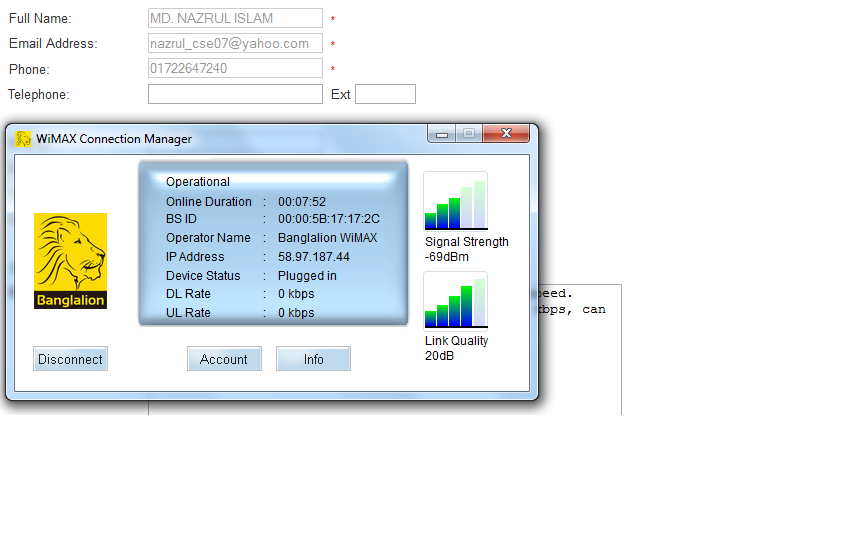 Full Name: MD. NAZRUL ISLAM *
Email Address: nazrul_cse07@yahoo.com *
Phone: 01722647240 *
Telephone: Ext
WiMAX Connection Manager
Operational
Online Duration : 00:07:52
BS ID : 00:00:5B:17:17:2C
Operator Name : Banglalion WiMAX
IP Address : 58.97.187.44
Device Status : Plugged in
DL Rate : 0 kbps
UL Rate : 0 kbps
Banglalion
Signal Strength
-69dBm
Link Quality
20dB
Disconnect Account Info
peed.
kbps, can